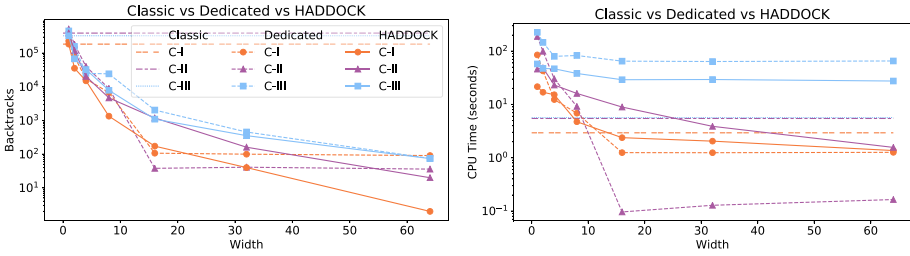 Classic vs Dedicated vs HADDOCK
Backtracks
10^5
10^4
10^3
10^2
10^1
Classic Dedicated HADDOCK
C-I C-I C-I
C-II C-II C-II
C-III C-III C-III
0 10 20 30 40 50 60
Width
Classic vs Dedicated vs HADDOCK
CPU Time (seconds)
10^2
10^1
10^0
10^−1
0 10 20 30 40 50 60
Width